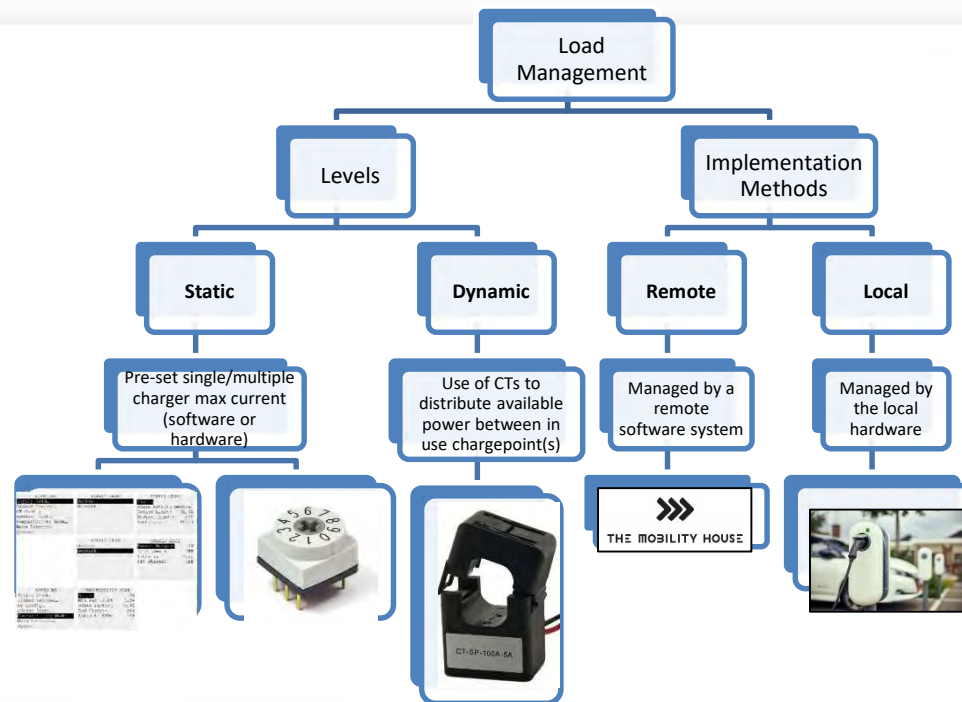 Load
Management
Levels
Implementation
Methods
Static
Dynamic
Remote
Local
Pre-set single/multiple
charger max current
(software or
hardware)
Use of CTs to
distribute available
power between in
use chargepoint(s)
Managed by a
remote
software system
Managed by
the local
hardware
THE MOBILITY HOUSE
CT-SP-100A-5A